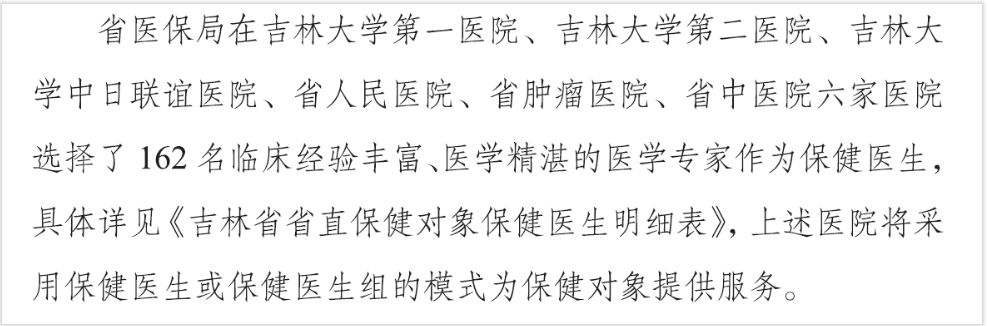 省医保局在吉林大学第一医院、吉林大学第二医院、吉林大
学中日联谊医院、省人民医院、省肿瘤医院、省中医院六家医院
选择了 162 名临床经验丰富、医学精湛的医学专家作为保健医生，
具体详见《吉林省省直保健对象保健医生明细表》，上述医院将采
用保健医生或保健医生组的模式为保健对象提供服务。